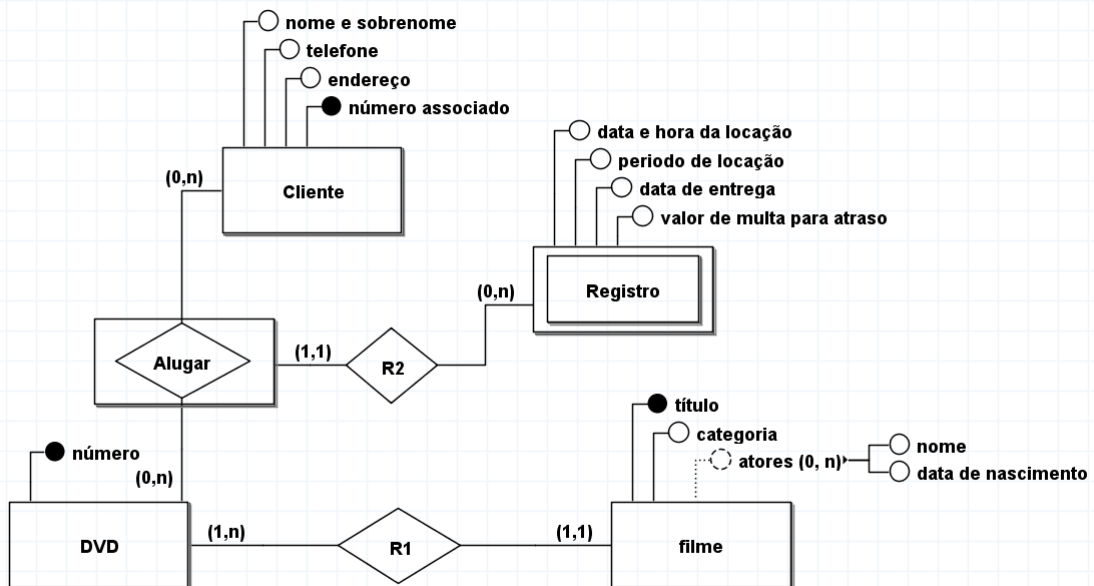 nome e sobrenome
telefone
endereço
número associado
(0,n)
Cliente
data e hora da locação
periodo de locação
data de entrega
valor de multa para atraso
(0,n)
Registro
Alugar
(1,1)
R2
título
categoria
atores (0, n)
nome
data de nascimento
número
(0,n)
DVD
(1,n)
R1
(1,1)
filme